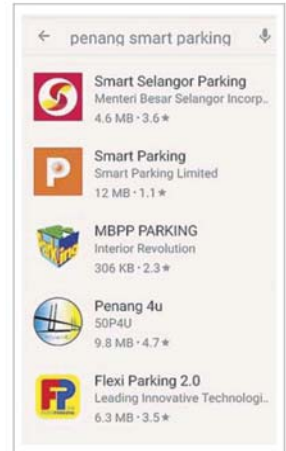 penang smart parking
Smart Selangor Parking
Menteri Besar Selangor Incorp..
4.6 MB · 3.6 ★
P
Smart Parking
Smart Parking Limited
12 MB · 1.1 ★
MBPP PARKING
Interior Revolution
306 KB · 2.3 ★
Penang 4u
50P4U
9.8 MB · 4.7 ★
FP
Flexi Parking 2.0
Leading Innovative Technologi..
6.3 MB · 3.5 ★